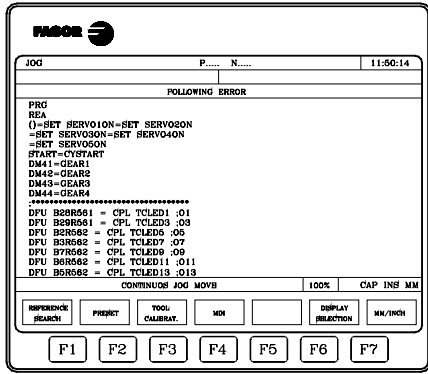 FAGOR
JOG P..... N..... 11:50:14
FOLLOWING ERROR
PRG
REA
()=SET SERVO1ON=SET SERVO2ON
=SET SERVO3ON=SET SERVO4ON
=SET SERVO5ON
START=CYSTART
DM41=GEAR1
DM42=GEAR2
DM43=GEAR3
DM44=GEAR4
;****************************************
DFU B28R561 = CPL TCLED1 ;01
DFU B29R561 = CPL TCLED3 ;03
DFU B2R562 = CPL TCLED5 ;05
DFU B3R562 = CPL TCLED7 ;07
DFU B7R562 = CPL TCLED9 ;09
DFU B6R562 = CPL TCLED11 ;011
DFU B5R562 = CPL TCLED13 ;013
CONTINUOS JOG MOVE 100% CAP INS MM
REFERENCE SEARCH
PRESET
TOOL CALIBRAT.
MDI
DISPLAY SELECTION
MM/INCH
F1 F2 F3 F4 F5 F6 F7